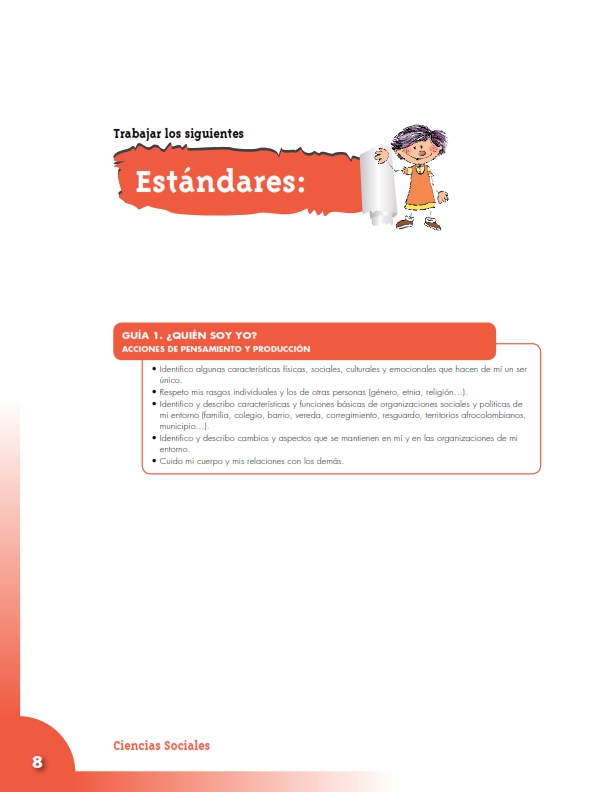 Trabajar los siguientes
Estándares:
GUÍA 1. ¿QUIÉN SOY YO?
ACCIONES DE PENSAMIENTO Y PRODUCCIÓN
• Identifico algunas características físicas, sociales, culturales y emocionales que hacen de mí un ser
único.
• Respeto mis rasgos individuales y los de otras personas (género, etnia, religión…).
• Identifico y describo características y funciones básicas de organizaciones sociales y políticas de
mi entorno (familia, colegio, barrio, vereda, corregimiento, resguardo, territorios afrocolombianos,
municipio…).
• Identifico y describo cambios y aspectos que se mantienen en mí y en las organizaciones de mi
entorno.
• Cuido mi cuerpo y mis relaciones con los demás.
Ciencias Sociales
8